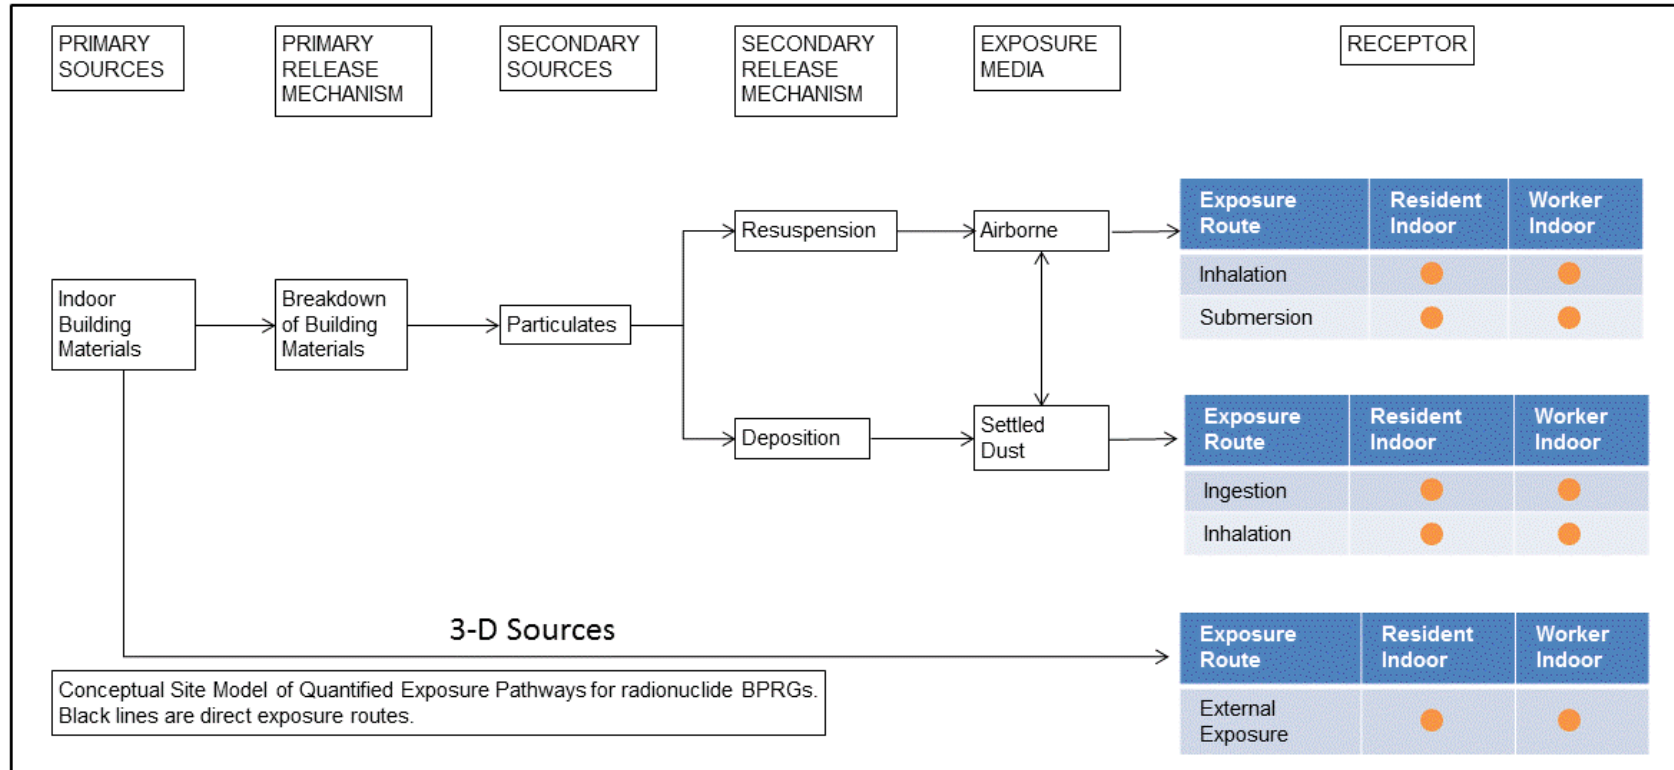 PRIMARY
SOURCES
PRIMARY
RELEASE
MECHANISM
SECONDARY
SOURCES
SECONDARY
RELEASE
MECHANISM
EXPOSURE
MEDIA
RECEPTOR
Indoor
Building
Materials
Breakdown
of Building
Materials
Particulates
Resuspension
Airborne
Deposition
Settled
Dust
Exposure Route Resident Indoor Worker Indoor
Inhalation
Submersion
Exposure Route Resident Indoor Worker Indoor
Ingestion
Inhalation
3-D Sources
Exposure Route Resident Indoor Worker Indoor
External
Exposure
Conceptual Site Model of Quantified Exposure Pathways for radionuclide BPRGs.
Black lines are direct exposure routes.